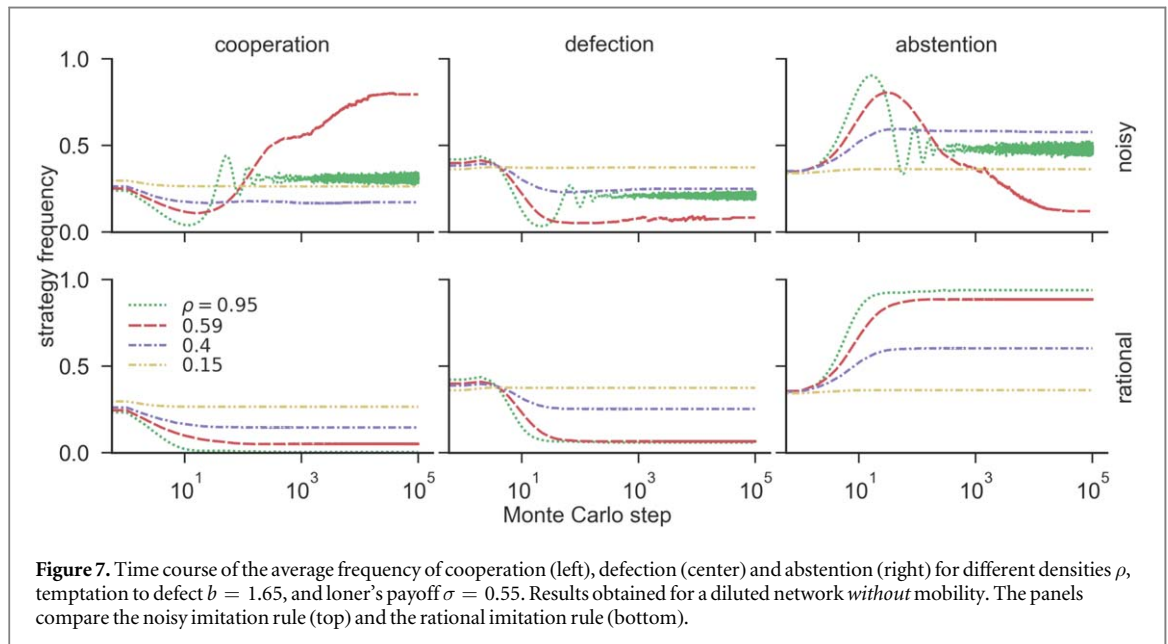 cooperation
defection
abstention
1.0
0.5
0.0
noisy
strategy frequency
1.0
0.5
0.0
ρ = 0.95
0.59
0.4
0.15
rational
10^1
10^3
10^5
10^1
10^3
10^5
10^1
10^3
10^5
Monte Carlo step
Figure 7. Time course of the average frequency of cooperation (left), defection (center) and abstention (right) for different densities ρ,
temptation to defect b = 1.65, and loner's payoff σ = 0.55. Results obtained for a diluted network without mobility. The panels
compare the noisy imitation rule (top) and the rational imitation rule (bottom).